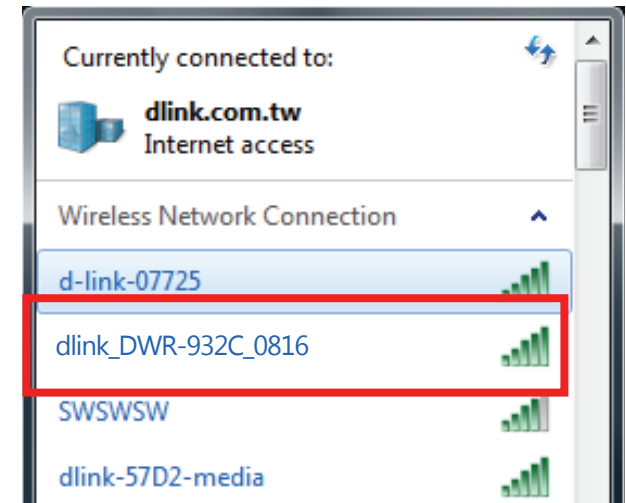 Currently connected to:
dlink.com.tw
Internet access
Wireless Network Connection
d-link-07725
dlink_DWR-932C_0816
SWSWSW
dlink-57D2-media